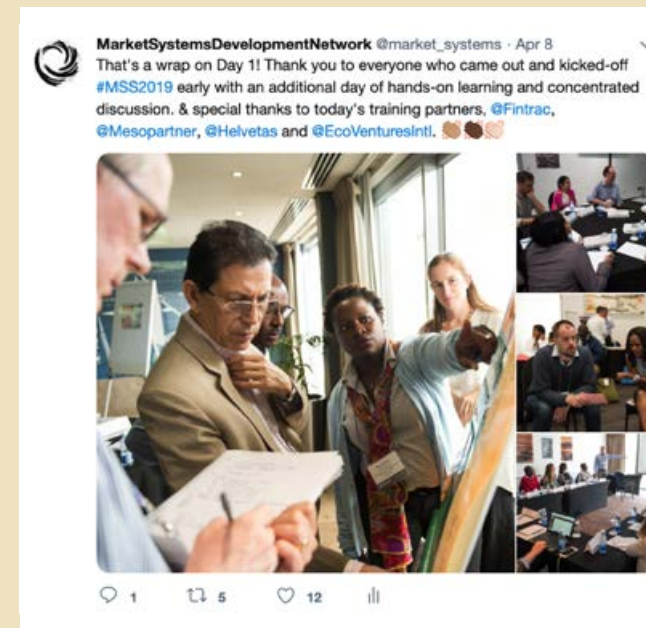 MarketSystemsDevelopmentNetwork @market_systems · Apr 8
That's a wrap on Day 1! Thank you to everyone who came out and kicked-off
#MSS2019 early with an additional day of hands-on learning and concentrated
discussion. & special thanks to today's training partners, @Fintrac,
@Mesopartner, @Helvetas and @EcoVenturesIntl. 👏🏽👏🏿👏🏻
1 5 12